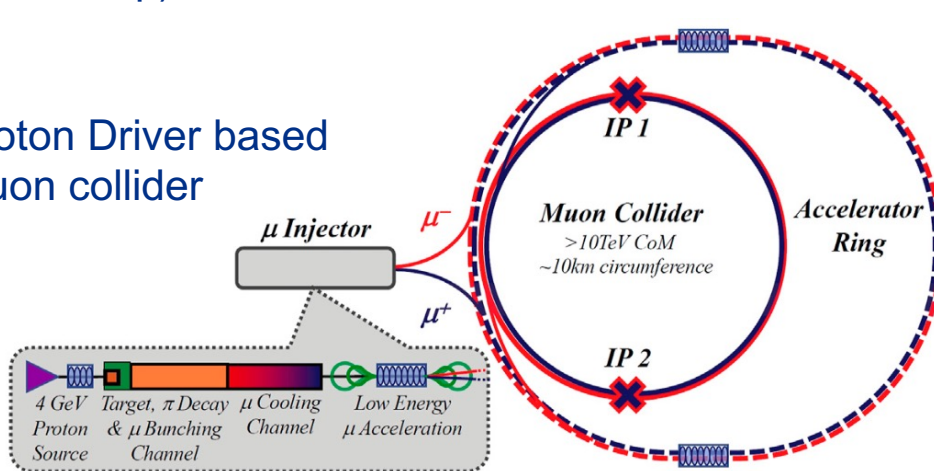 oton Driver based
uon collider
μ Injector
μ⁻
μ⁺
IP 1
Muon Collider
>10TeV CoM
~10km circumference
IP 2
Accelerator
Ring
4 GeV
Proton
Source
Target, π Decay
& μ Bunching
Channel
μ Cooling
Channel
Low Energy
μ Acceleration